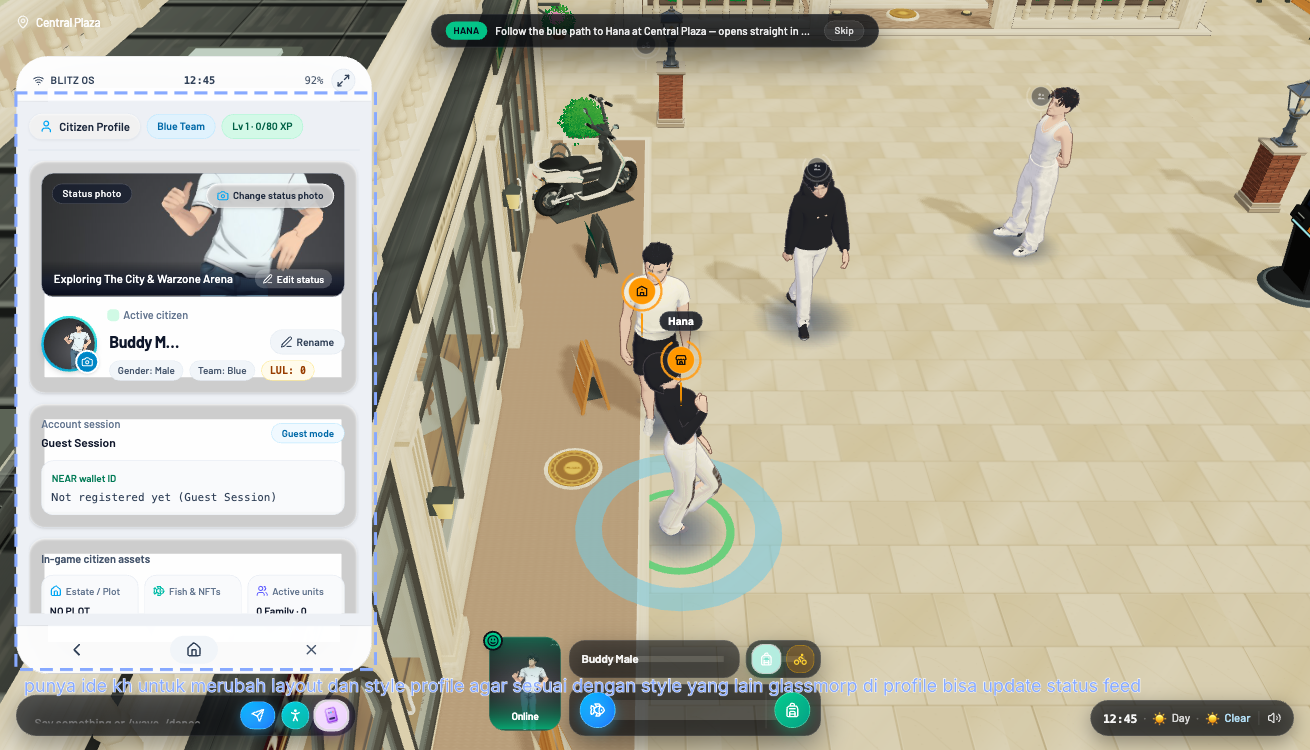 Central Plaza
HANA Follow the blue path to Hana at Central Plaza — opens straight in ... Skip
BLITZ OS 12:45 92%
Citizen Profile Blue Team Lv 1 · 0/80 XP
Status photo Change status photo
Exploring The City & Warzone Arena Edit status
Active citizen
Buddy M... Rename
Gender: Male Team: Blue LUL: 0
Account session
Guest Session Guest mode
NEAR wallet ID
Not registered yet (Guest Session)
In-game citizen assets
Estate / Plot Fish & NFTs Active units
NO PLOT 0 Family · 0
Hana
Buddy Male
punya ide kh untuk merubah layout dan style profile agar sesuai dengan style yang lain glassmorp di profile bisa update status feed
Online
Say something or /wave, /dance
12:45 · Day · Clear